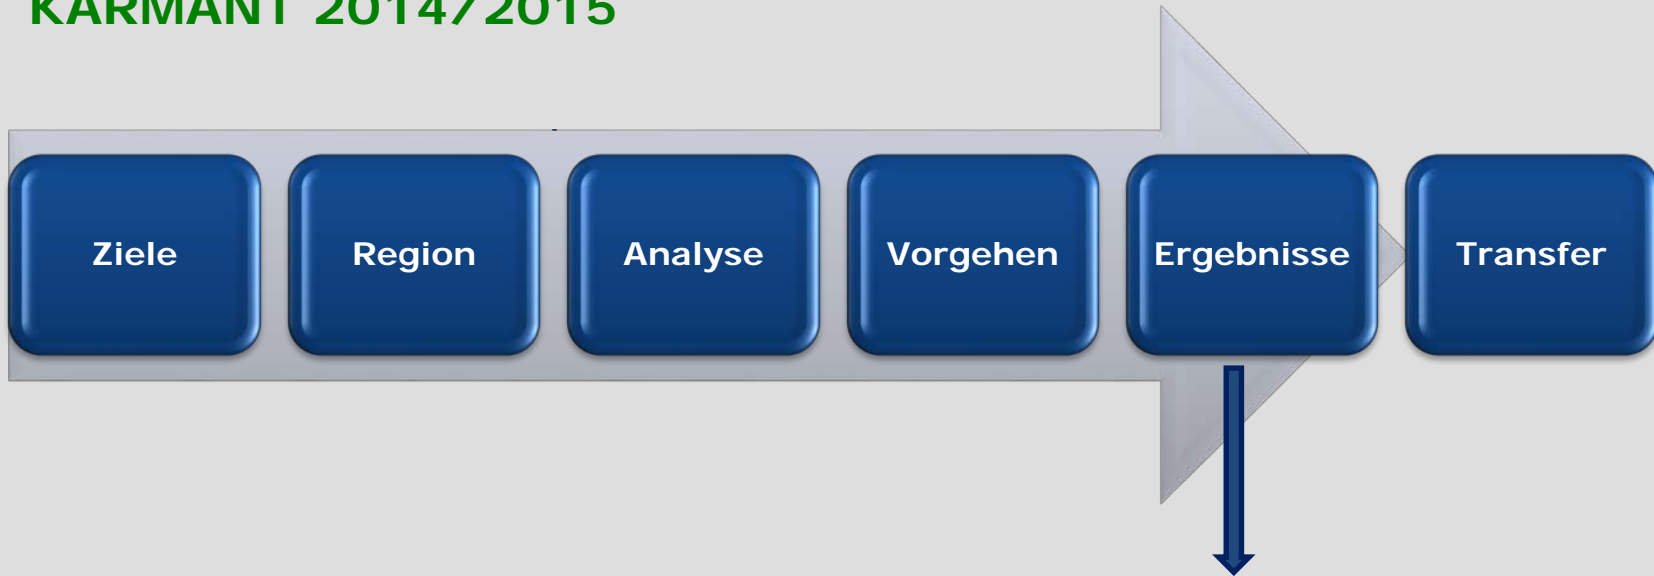 KARMANT 2014/2015
Ziele Region Analyse Vorgehen Ergebnisse Transfer